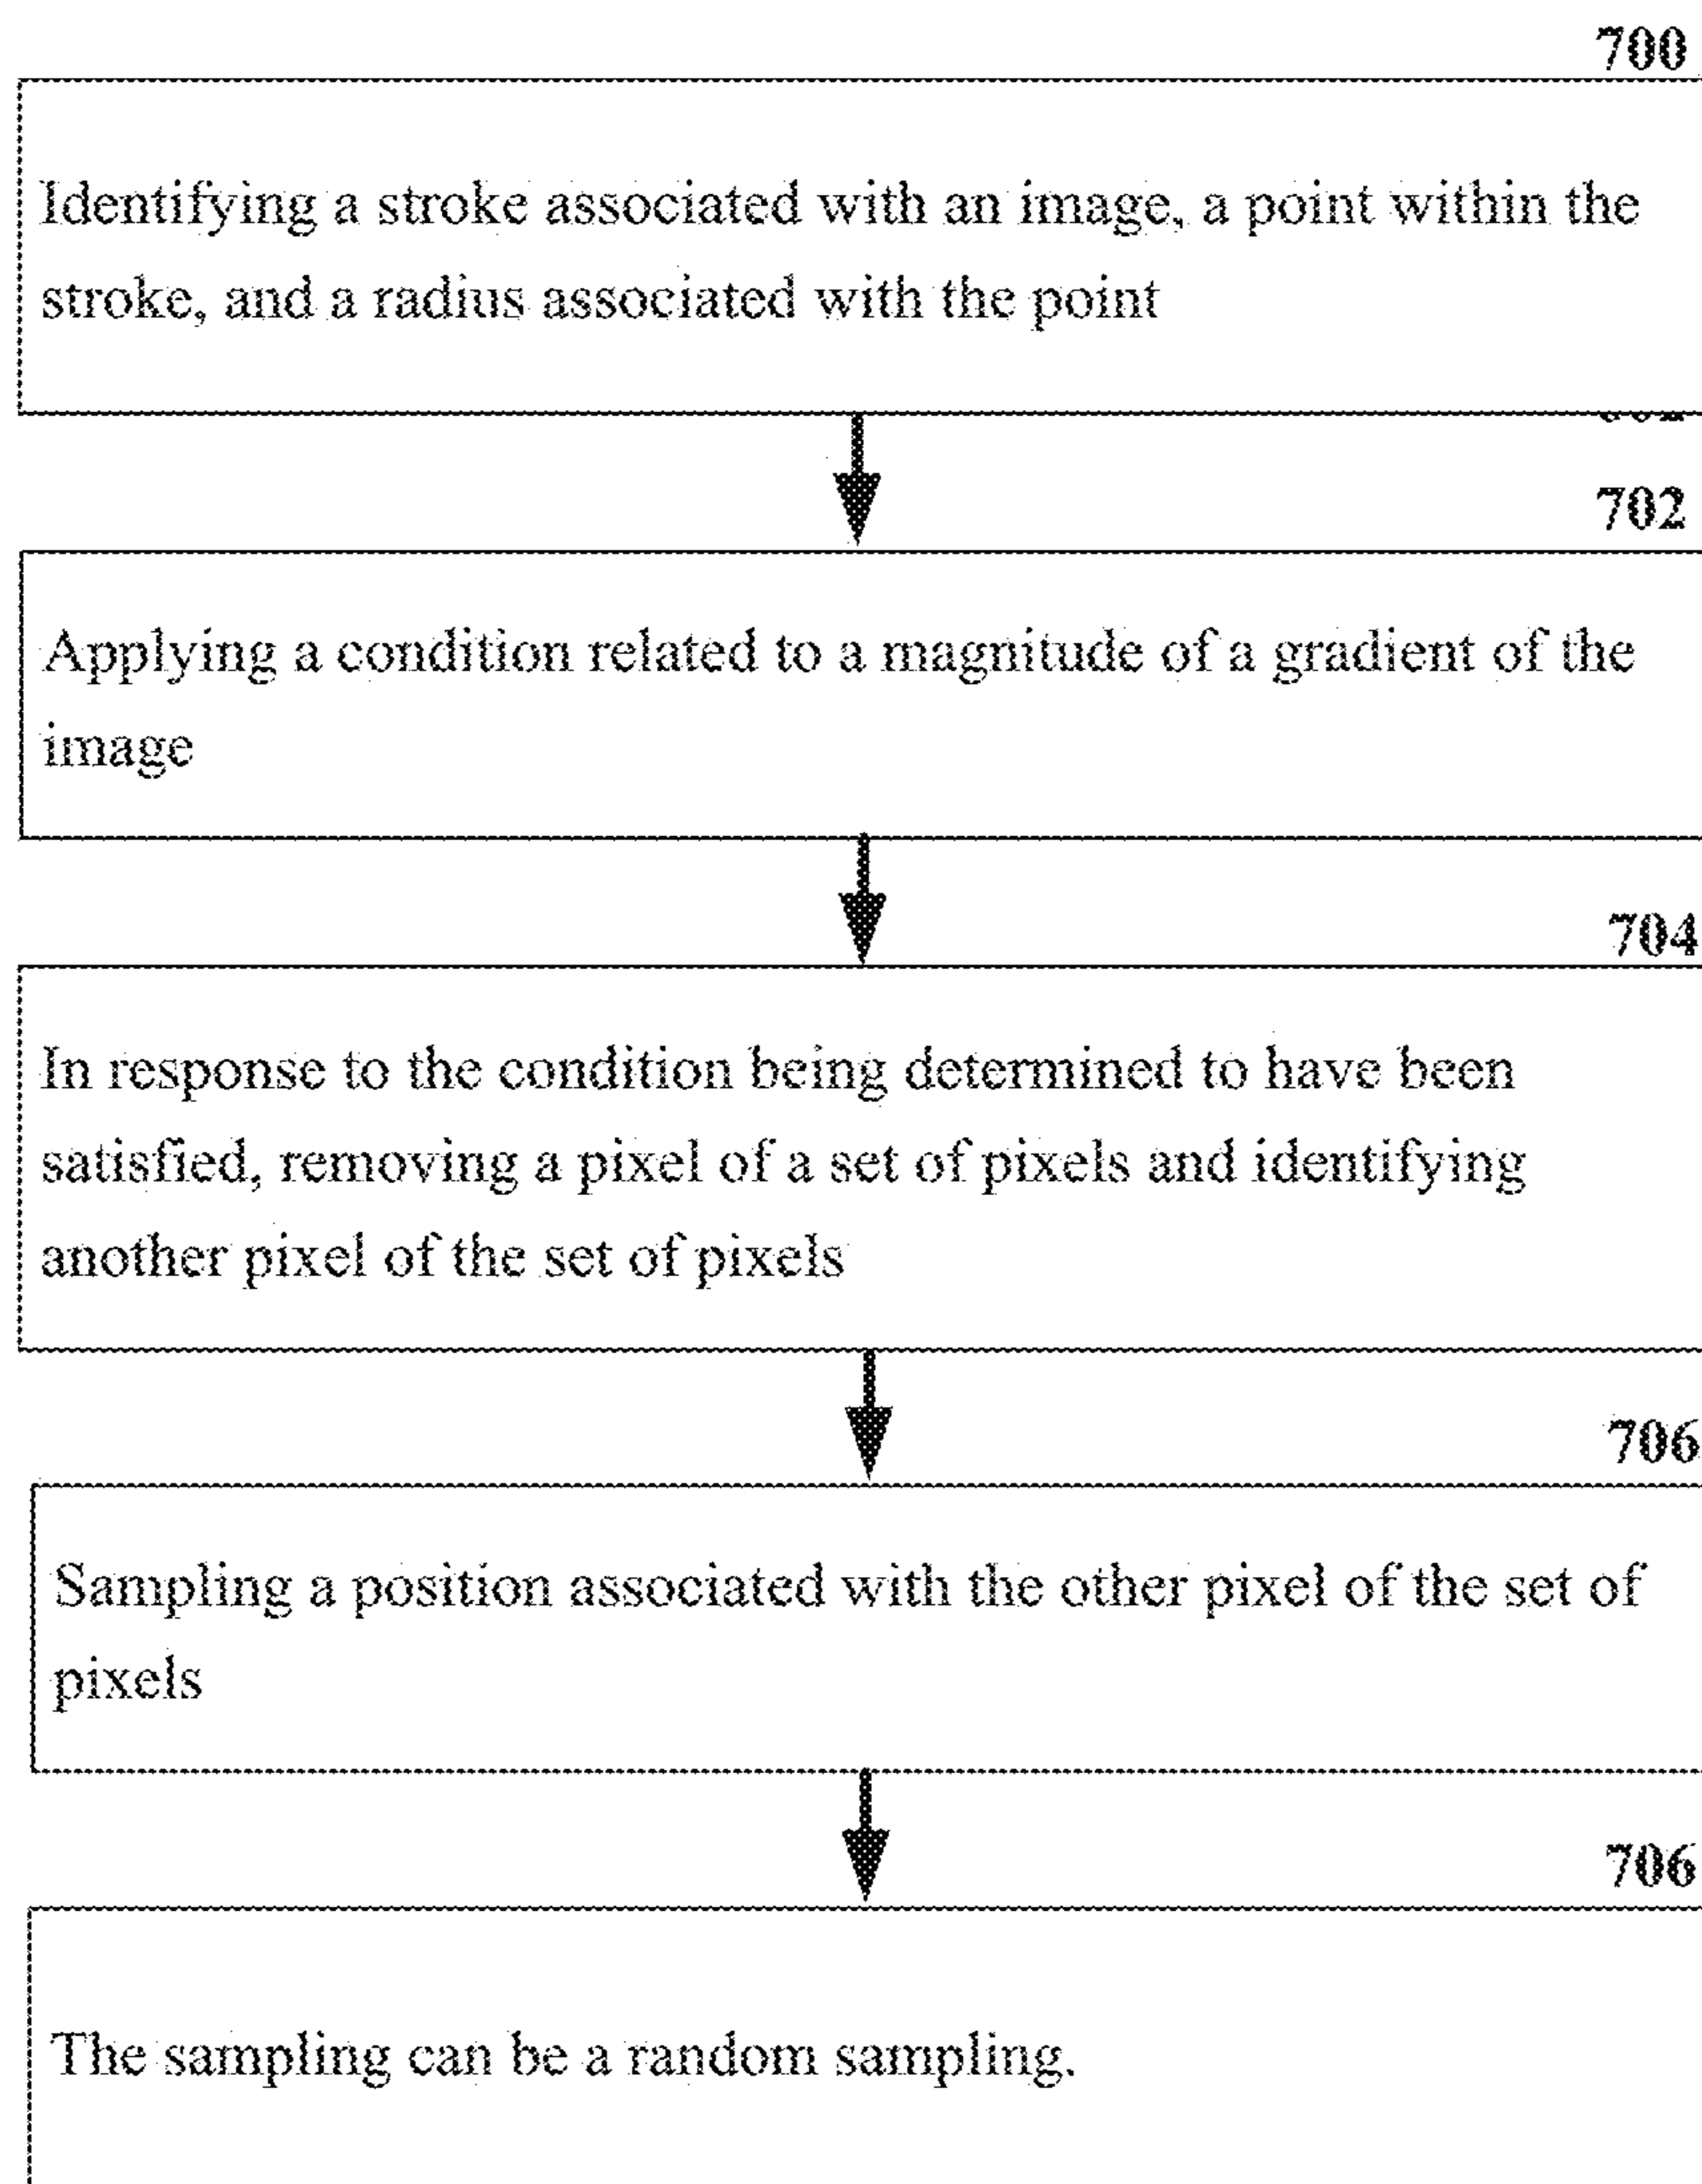 700
Identifying a stroke associated with an image, a point within the
stroke, and a radius associated with the point
702
Applying a condition related to a magnitude of a gradient of the
image
704
In response to the condition being determined to have been
satisfied, removing a pixel of a set of pixels and identifying
another pixel of the set of pixels
706
Sampling a position associated with the other pixel of the set of
pixels
706
The sampling can be a random sampling.